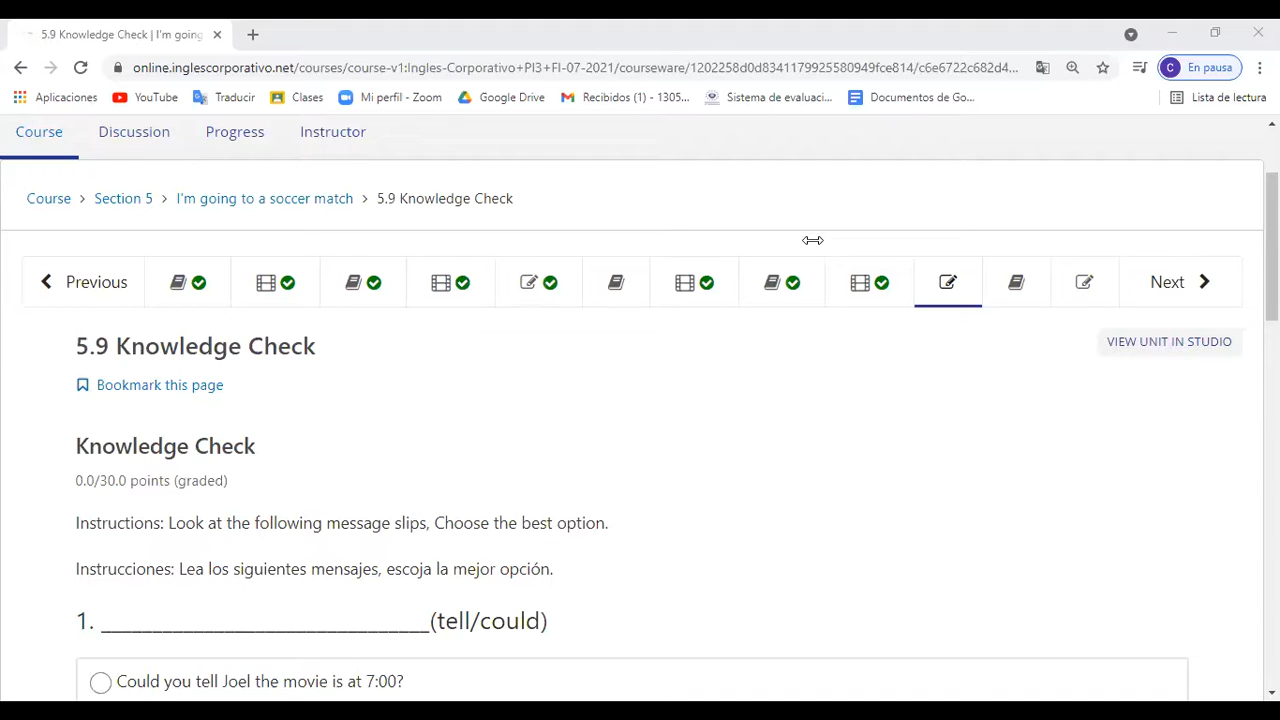 5.9 Knowledge Check | I'm going
online.inglescorporativo.net/courses/course-v1:Ingles-Corporativo+PI3+FI-07-2021/courseware/1202258d0d8341179925580949fce814/c6e6722c682d4...
C En pausa
Aplicaciones YouTube Traducir Clases Mi perfil - Zoom Google Drive Recibidos (1) - 1305... Sistema de evaluaci... Documentos de Go... Lista de lectura
Course Discussion Progress Instructor
Course > Section 5 > I'm going to a soccer match > 5.9 Knowledge Check
Previous Next
5.9 Knowledge Check
VIEW UNIT IN STUDIO
Bookmark this page
Knowledge Check
0.0/30.0 points (graded)
Instructions: Look at the following message slips, Choose the best option.
Instrucciones: Lea los siguientes mensajes, escoja la mejor opción.
1. ______________________________(tell/could)
Could you tell Joel the movie is at 7:00?